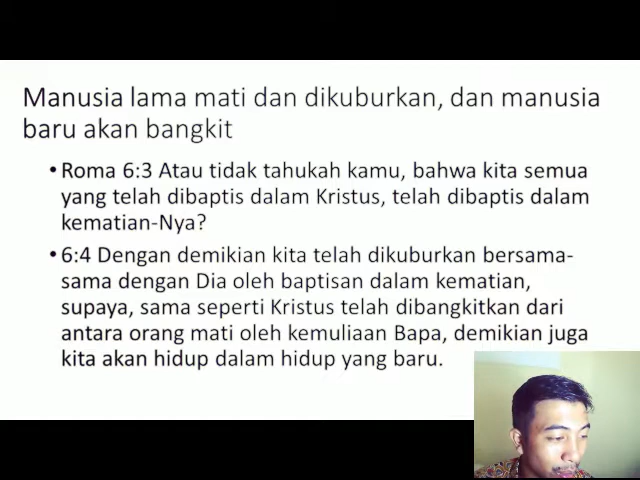 Manusia lama mati dan dikuburkan, dan manusia
baru akan bangkit
• Roma 6:3 Atau tidak tahukah kamu, bahwa kita semua
yang telah dibaptis dalam Kristus, telah dibaptis dalam
kematian-Nya?
• 6:4 Dengan demikian kita telah dikuburkan bersama-
sama dengan Dia oleh baptisan dalam kematian,
supaya, sama seperti Kristus telah dibangkitkan dari
antara orang mati oleh kemuliaan Bapa, demikian juga
kita akan hidup dalam hidup yang baru.